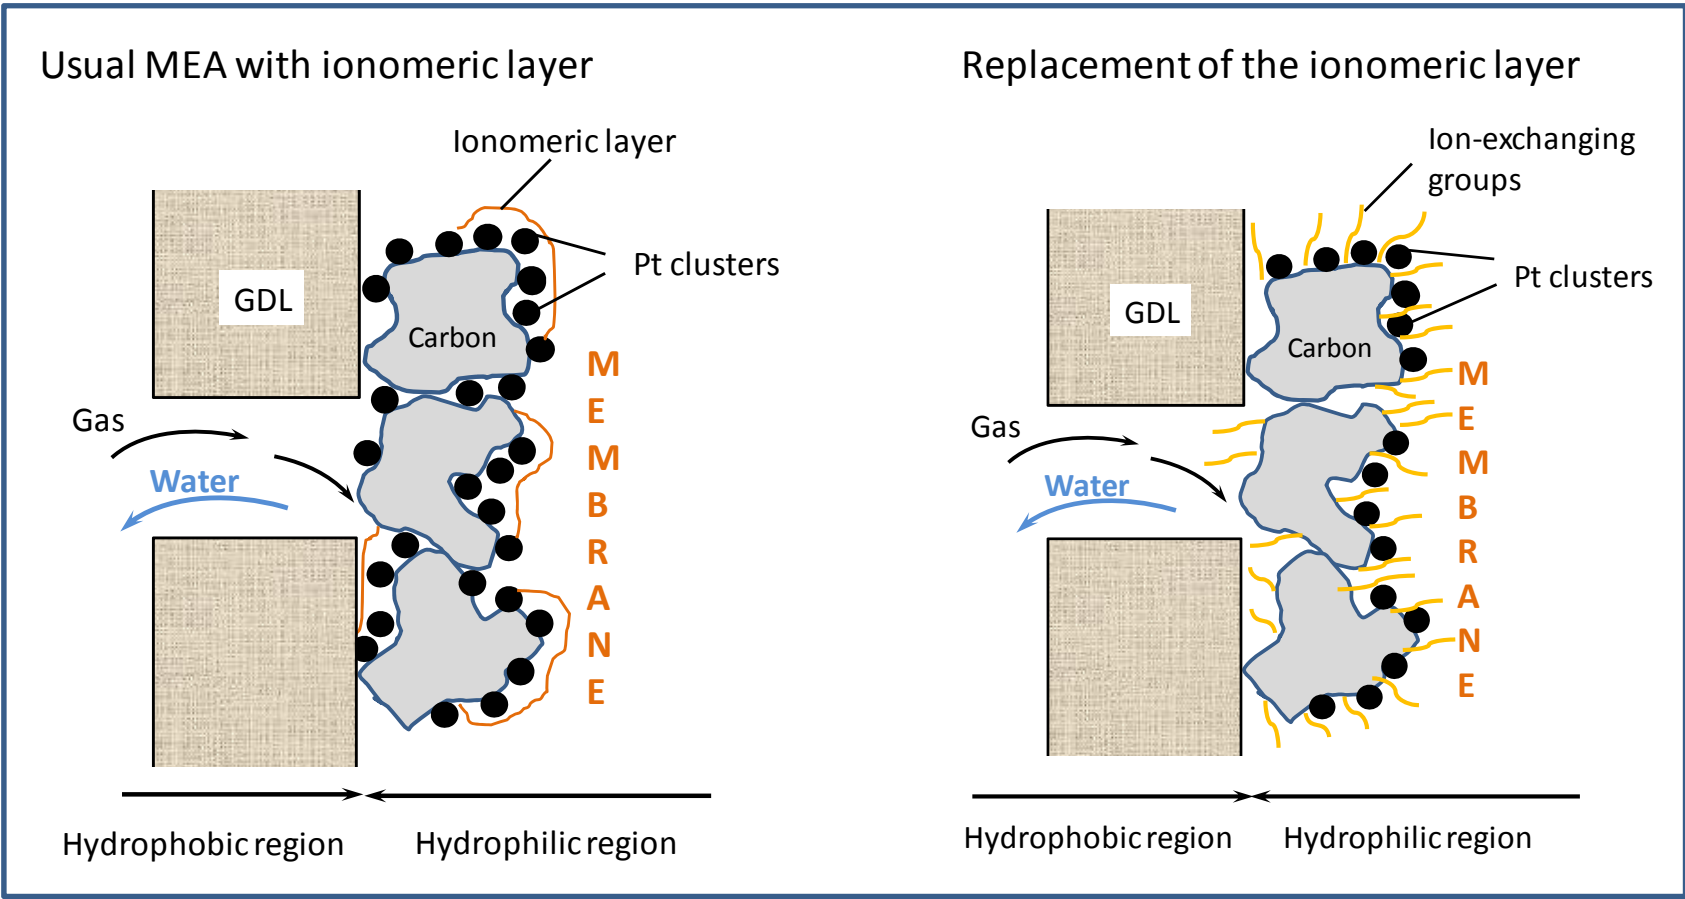 Usual MEA with ionomeric layer
Ionomeric layer
Pt clusters
GDL
Carbon
Gas
Water
M
E
M
B
R
A
N
E
Hydrophobic region
Hydrophilic region
Replacement of the ionomeric layer
Ion-exchanging
groups
Pt clusters
GDL
Carbon
Gas
Water
M
E
M
B
R
A
N
E
Hydrophobic region
Hydrophilic region